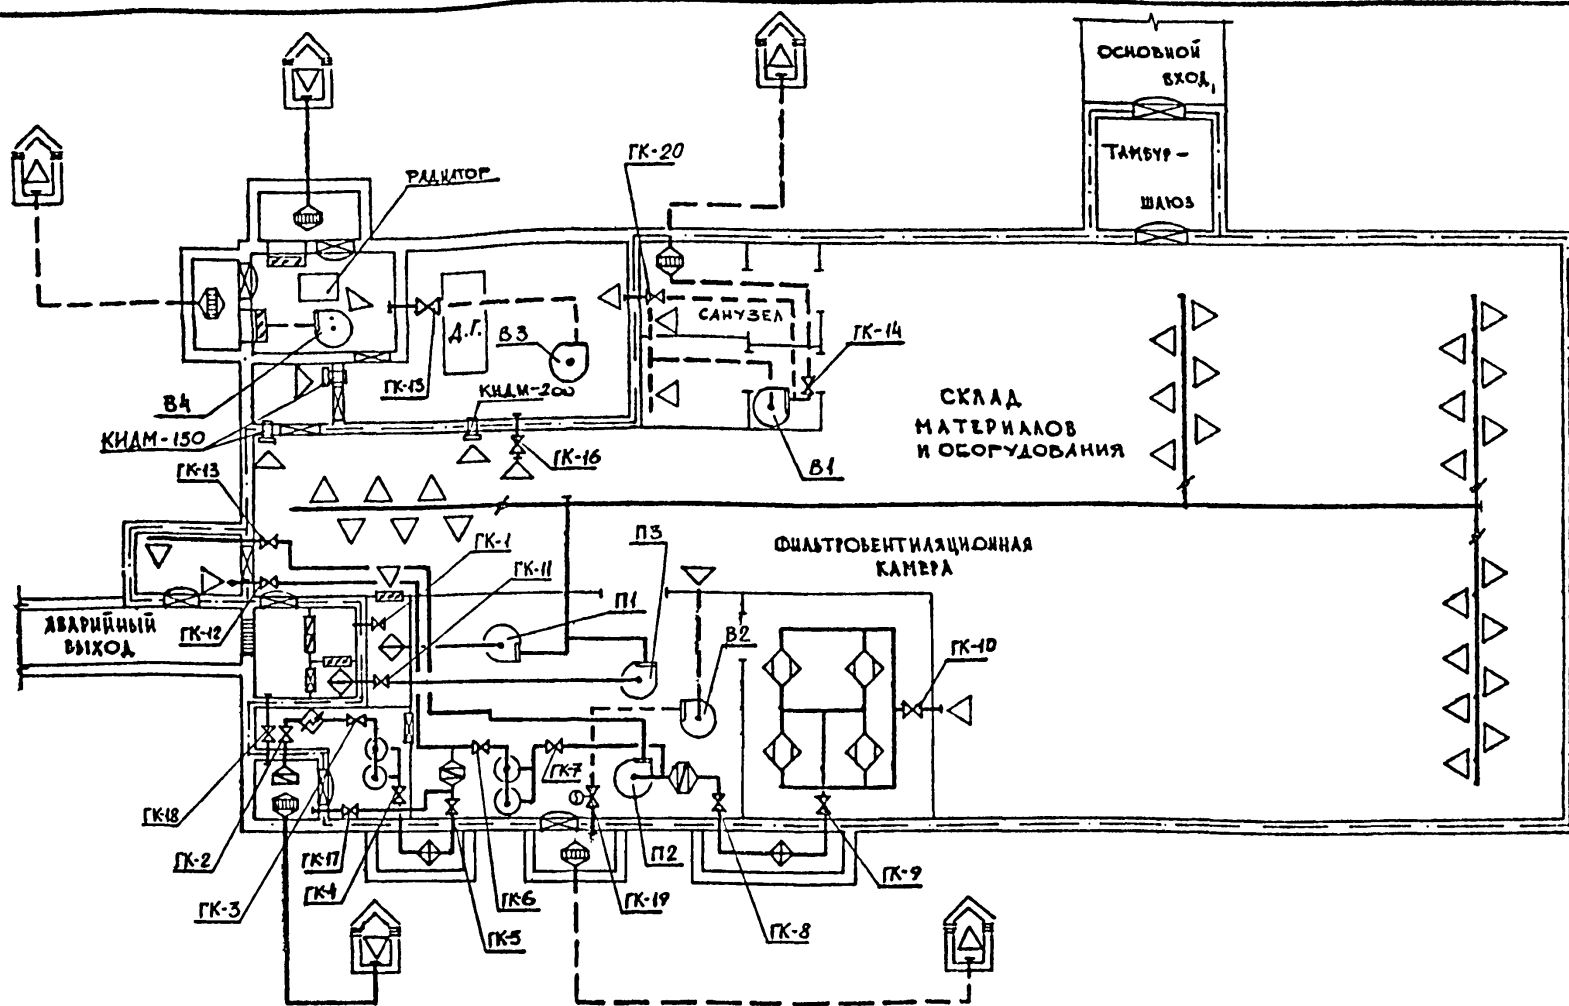 ОСНОВНОЙ
ВХОД
ТАМБУР-
ШЛЮЗ
ГК-20
РАДИАТОР
САНУЗЕЛ
ГК-14
Д.Г.
В3
ГК-13
КИДМ-200
В4
КИДМ-150
ГК-16
В1
СКЛАД
МАТЕРИАЛОВ
И ОБОРУДОВАНИЯ
ГК-13
ГК-1
ГК-11
П3
ФИЛЬТРОВЕНТИЛЯЦИОННАЯ
КАМЕРА
П1
В2
ГК-10
АВАРИЙНЫЙ
ВЫХОД
ГК-12
ГК-7
ГК-18
ГК-2
ГК-17
ГК-4
ГК-3
ГК-6
ГК-5
П2
ГК-19
ГК-8
ГК-9